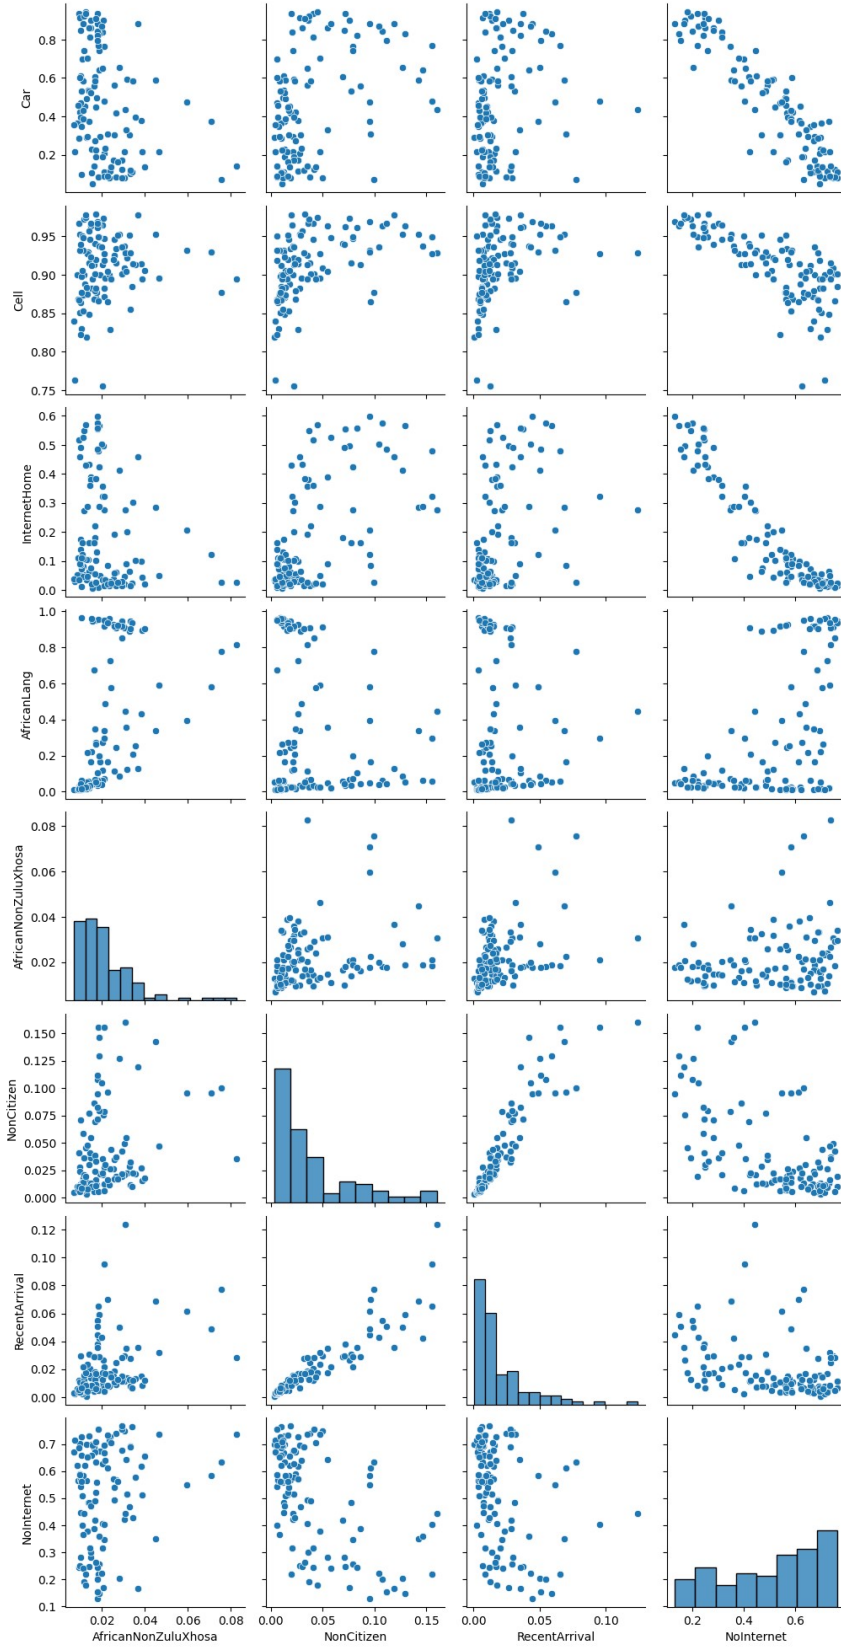 0.8
0.6
0.4
0.2
Car
0.95
0.90
0.85
0.80
0.75
Cell
0.6
0.5
0.4
0.3
0.2
0.1
0.0
InternetHome
1.0
0.8
0.6
0.4
0.2
0.0
AfricanLang
0.08
0.06
0.04
0.02
AfricanNonZuluXhosa
0.150
0.125
0.100
0.075
0.050
0.025
0.000
NonCitizen
0.12
0.10
0.08
0.06
0.04
0.02
0.00
RecentArrival
0.7
0.6
0.5
0.4
0.3
0.2
0.1
NoInternet
0.02 0.04 0.06 0.08
AfricanNonZuluXhosa
0.00 0.05 0.10 0.15
NonCitizen
0.00 0.05 0.10
RecentArrival
0.2 0.4 0.6
NoInternet